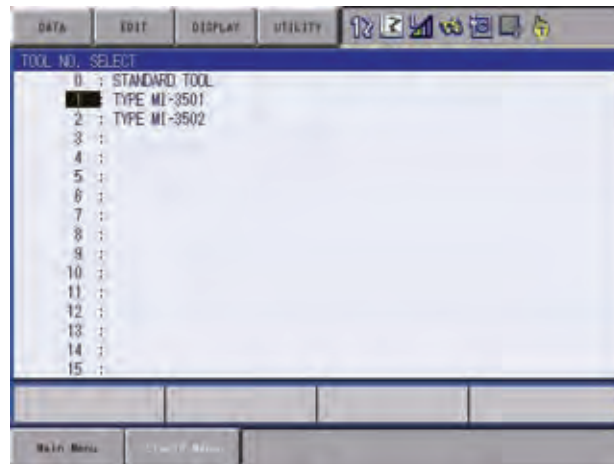 DATA EDIT DISPLAY UTILITY
TOOL NO. SELECT
0 : STANDARD TOOL
1 : TYPE MI-3501
2 : TYPE MI-3502
3 :
4 :
5 :
6 :
7 :
8 :
9 :
10 :
11 :
12 :
13 :
14 :
15 :
Main Menu